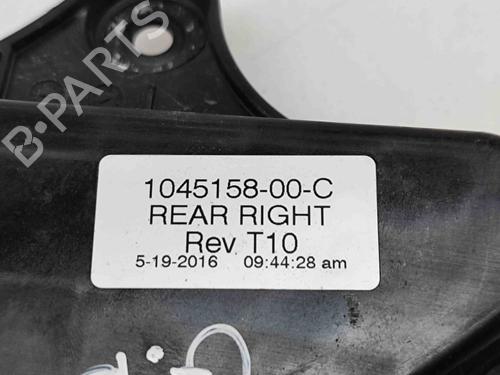 B-PARTS
1045158-00-C
REAR RIGHT
Rev T10
5-19-2016 09:44:28 am